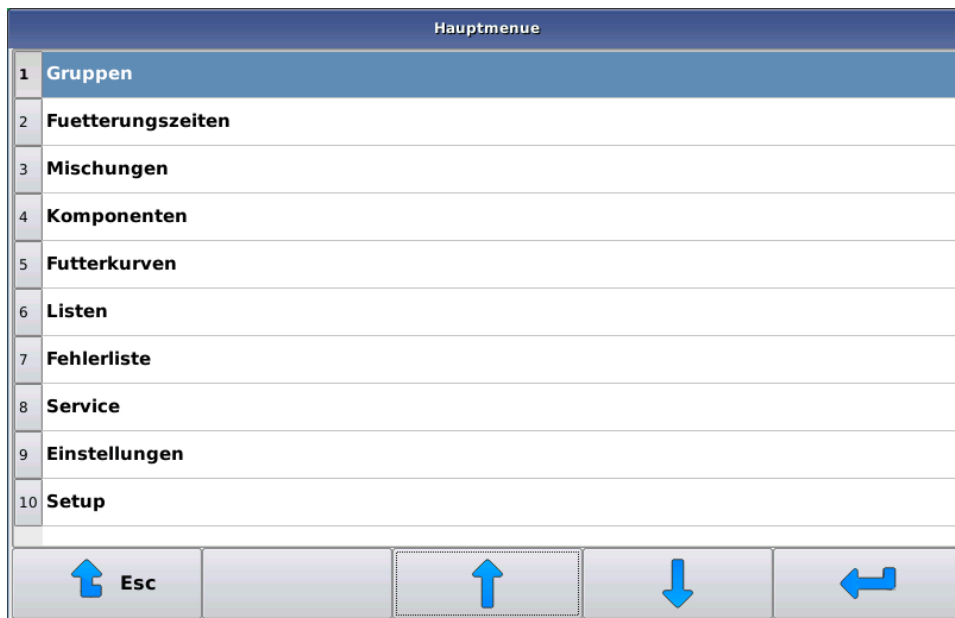 Hauptmenue
1 Gruppen
2 Fuetterungszeiten
3 Mischungen
4 Komponenten
5 Futterkurven
6 Listen
7 Fehlerliste
8 Service
9 Einstellungen
10 Setup
Esc